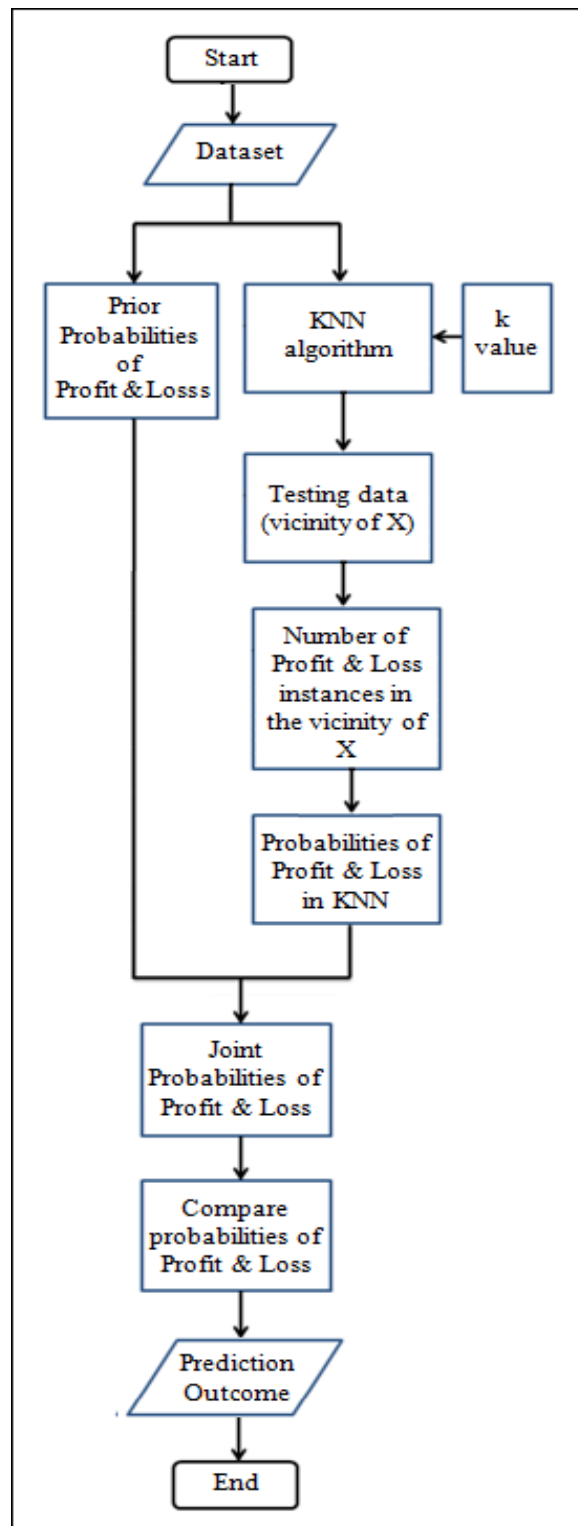 Start
Dataset
Prior
Probabilities
of
Profit & Losss
KNN
algorithm
k
value
Testing data
(vicinity of X)
Number of
Profit & Loss
instances in
the vicinity of
X
Probabilities of
Profit & Loss
in KNN
Joint
Probabilities of
Profit & Loss
Compare
probabilities of
Profit & Loss
Prediction
Outcome
End